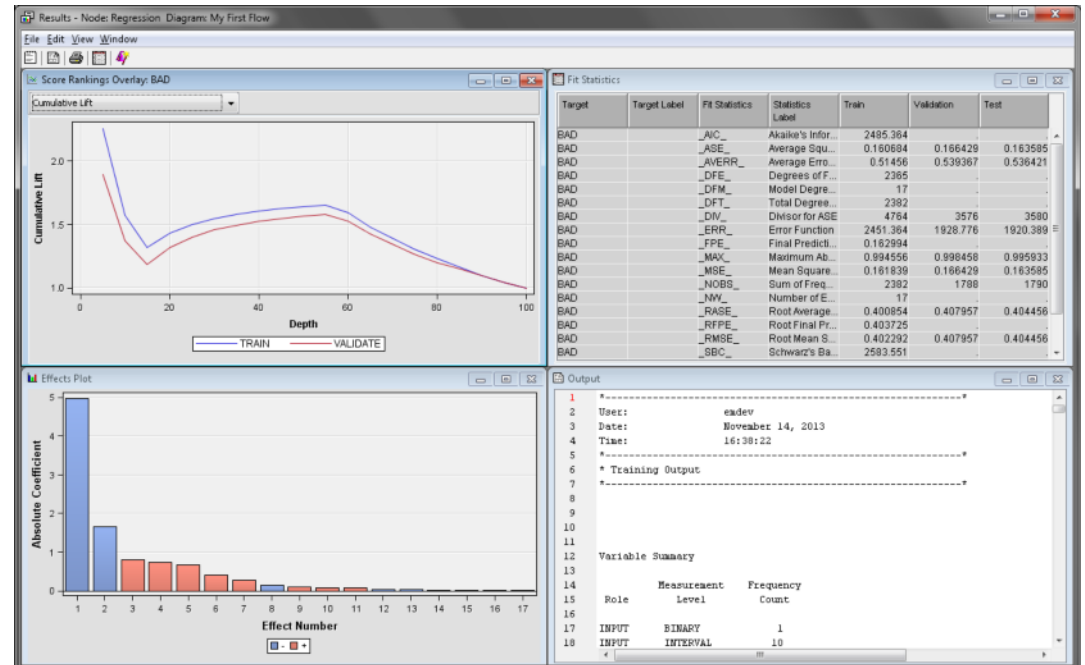 Results - Node: Regression Diagram: My First Flow
File Edit View Window
Score Rankings Overlay: BAD
Cumulative Lift
Cumulative Lift
2.0
1.5
1.0
0 20 40 60 80 100
Depth
TRAIN VALIDATE
Fit Statistics
Target Target Label Fit Statistics Statistics Label Train Validation Test
BAD _AIC_ Akaike's Infor... 2485.364 . .
BAD _ASE_ Average Squ... 0.160684 0.166429 0.163585
BAD _AVERR_ Average Erro... 0.51456 0.539367 0.536421
BAD _DFE_ Degrees of F... 2365 . .
BAD _DFM_ Model Degre... 17 . .
BAD _DFT_ Total Degree... 2382 . .
BAD _DIV_ Divisor for ASE 4764 3576 3580
BAD _ERR_ Error Function 2451.364 1928.776 1920.389
BAD _FPE_ Final Predicti... 0.162994 . .
BAD _MAX_ Maximum Ab... 0.994556 0.998458 0.995933
BAD _MSE_ Mean Square... 0.161839 0.166429 0.163585
BAD _NOBS_ Sum of Freq... 2382 1788 1790
BAD _NW_ Number of E... 17 . .
BAD _RASE_ Root Average... 0.400854 0.407957 0.404456
BAD _RFPE_ Root Final Pr... 0.403725 . .
BAD _RMSE_ Root Mean S... 0.402292 0.407957 0.404456
BAD _SBC_ Schwarz's Ba... 2583.551 . .
Effects Plot
Absolute Coefficient
5
4
3
2
1
0
1 2 3 4 5 6 7 8 9 10 11 12 13 14 15 16 17
Effect Number
- +
Output
1 *------------------------------------------------------------*
2 User: emdev
3 Date: November 14, 2013
4 Time: 16:38:22
5 *------------------------------------------------------------*
6 * Training Output
7 *------------------------------------------------------------*
8
9
10
11
12 Variable Summary
13
14 Measurement Frequency
15 Role Level Count
16
17 INPUT BINARY 1
18 INPUT INTERVAL 10